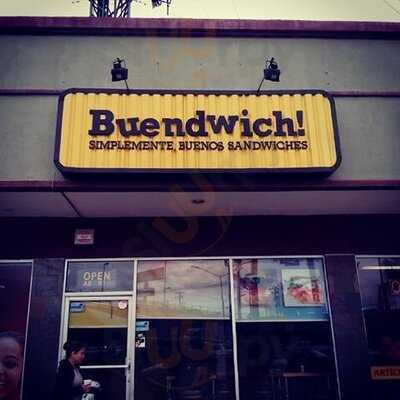 Buendwich!
SIMPLEMENTE, BUENOS SANDWICHES
OPEN